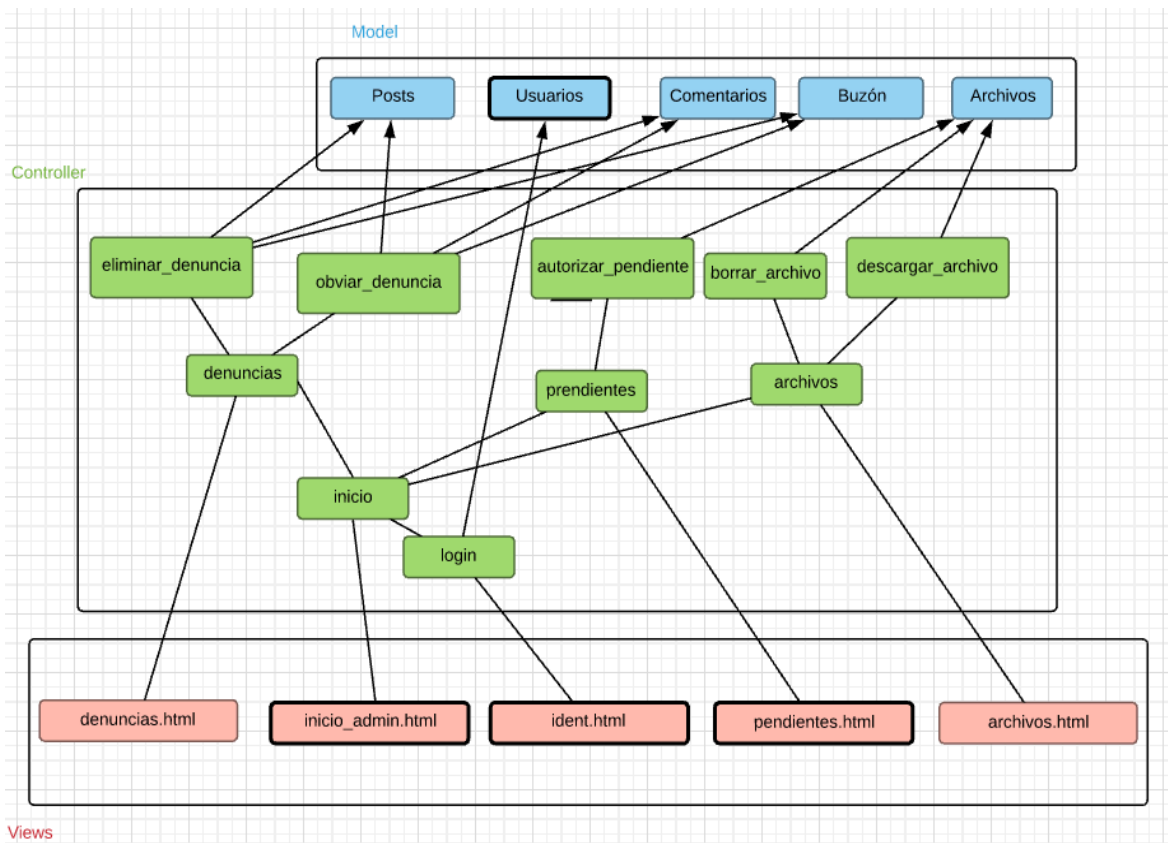 Model
Posts
Usuarios
Comentarios
Buzón
Archivos
Controller
eliminar_denuncia
obviar_denuncia
autorizar_pendiente
borrar_archivo
descargar_archivo
denuncias
prendientes
archivos
inicio
login
denuncias.html
inicio_admin.html
ident.html
pendientes.html
archivos.html
Views